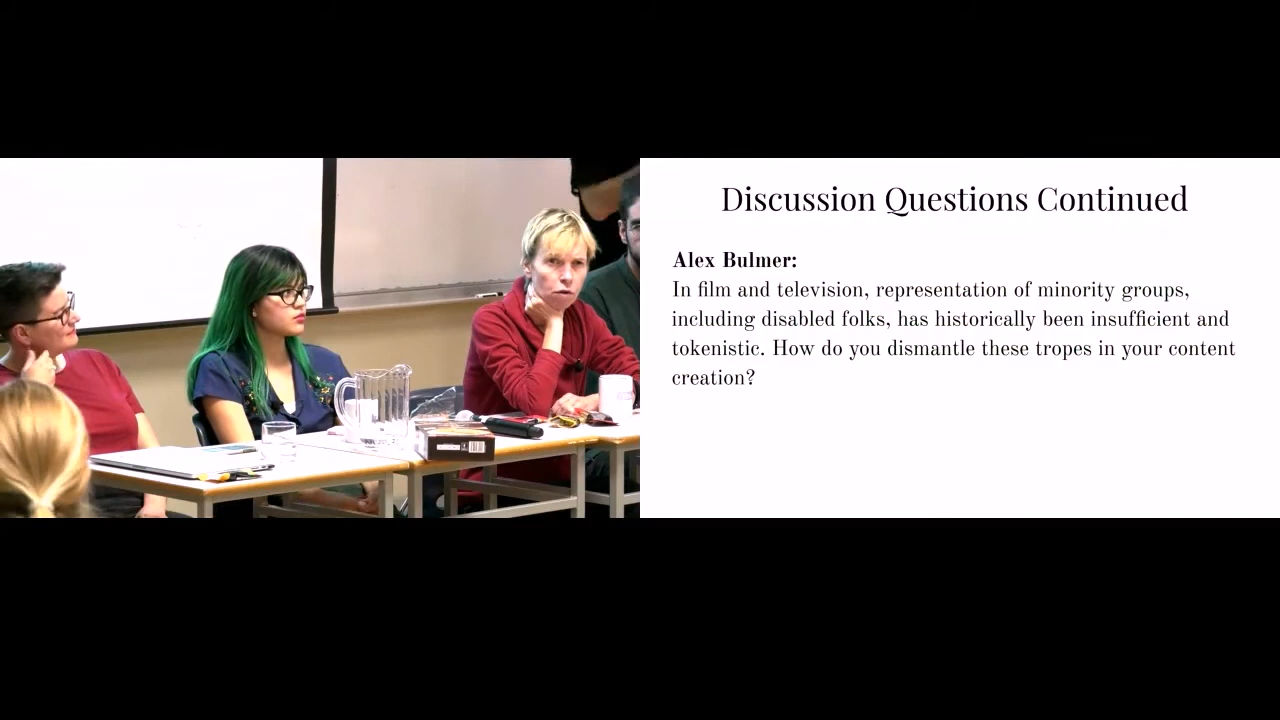 Discussion Questions Continued
Alex Bulmer:
In film and television, representation of minority groups,
including disabled folks, has historically been insufficient and
tokenistic. How do you dismantle these tropes in your content
creation?